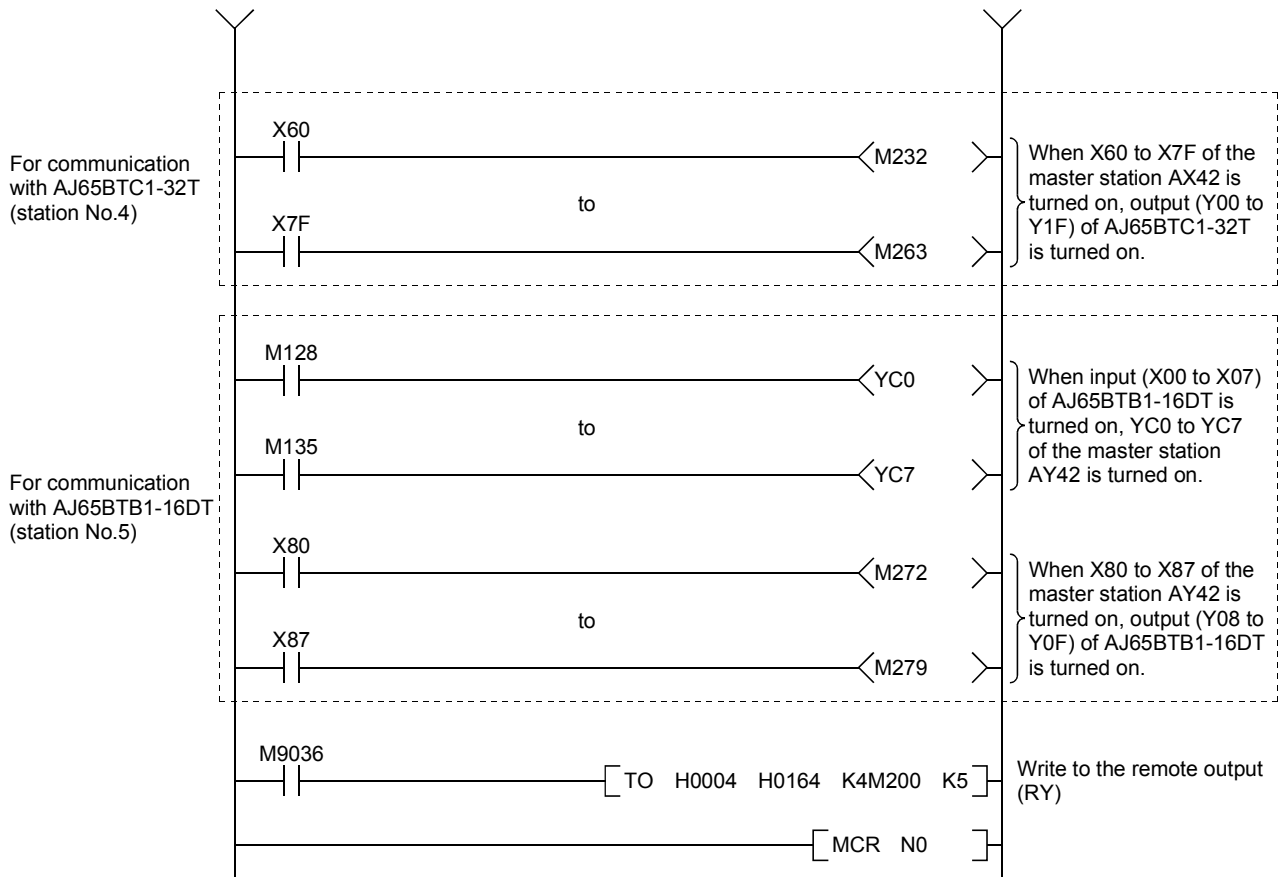 For communication
with AJ65BTC1-32T
(station No.4)
X60
M232
to
X7F
M263
When X60 to X7F of the
master station AX42 is
turned on, output (Y00 to
Y1F) of AJ65BTC1-32T
is turned on.
For communication
with AJ65BTB1-16DT
(station No.5)
M128
YC0
to
M135
YC7
When input (X00 to X07)
of AJ65BTB1-16DT is
turned on, YC0 to YC7
of the master station
AY42 is turned on.
X80
M272
to
X87
M279
When X80 to X87 of the
master station AY42 is
turned on, output (Y08 to
Y0F) of AJ65BTB1-16DT
is turned on.
M9036
TO H0004 H0164 K4M200 K5
Write to the remote output
(RY)
MCR N0